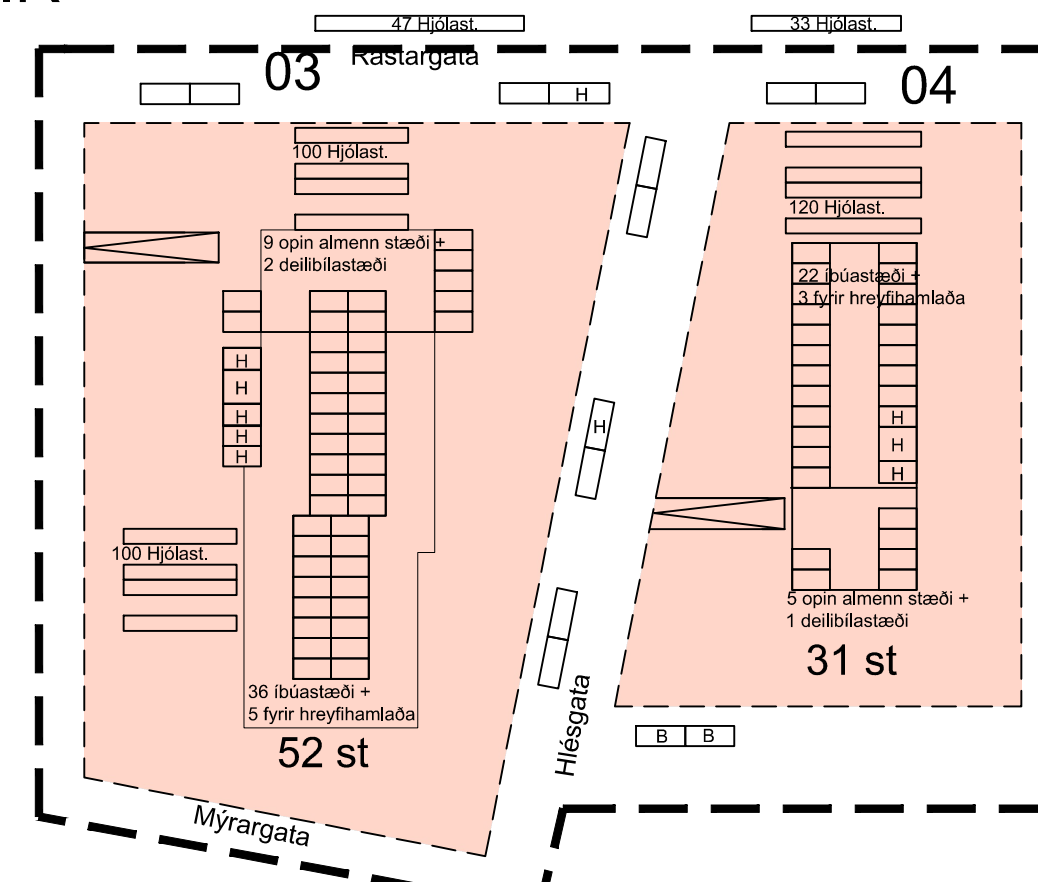 47 Hjólast.
33 Hjólast.
Rastargata
03
04
H
100 Hjólast.
120 Hjólast.
9 opin almenn stæði +
2 deilibílastæði
22 íbúastæði +
3 fyrir hreyfihamlaða
H
H
H
H
H
H
H
H
H
100 Hjólast.
5 opin almenn stæði +
1 deilibílastæði
31 st
36 íbúastæði +
5 fyrir hreyfihamlaða
52 st
Hlésgata
B B
Mýrargata